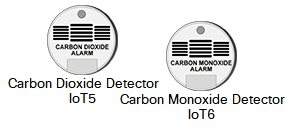 CARBON DIOXIDE
ALARM
Carbon Dioxide Detector
IoT5
CARBON MONOXIDE
ALARM
Carbon Monoxide Detector
IoT6